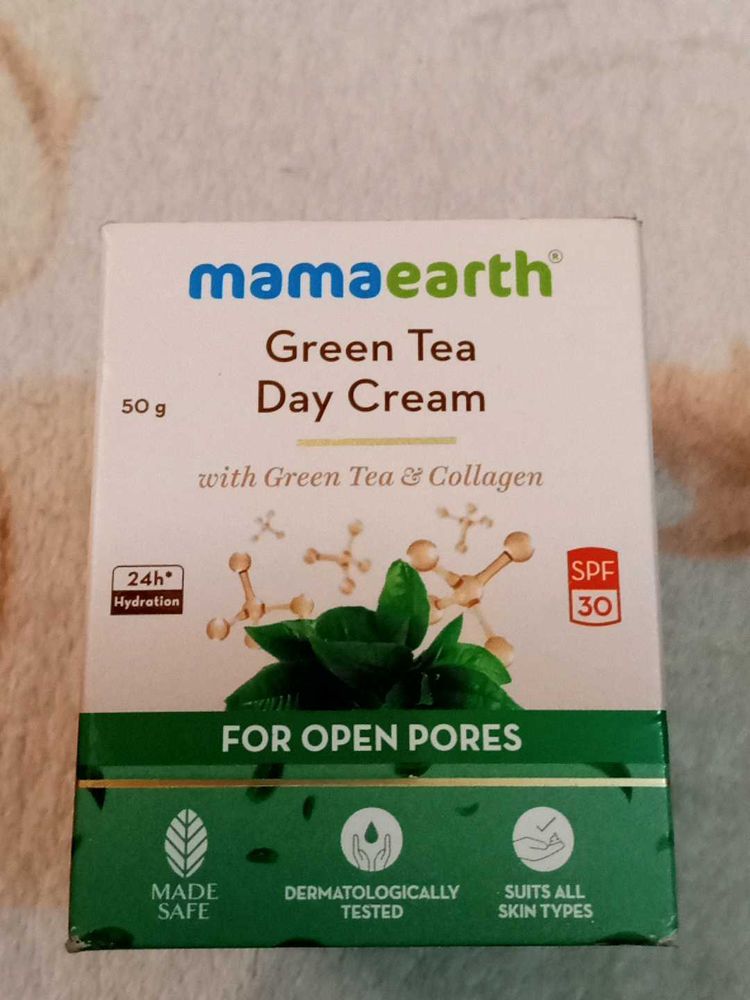 mamaearth®
Green Tea
Day Cream
50 g
with Green Tea & Collagen
24h*
Hydration
SPF
30
FOR OPEN PORES
MADE
SAFE
DERMATOLOGICALLY
TESTED
SUITS ALL
SKIN TYPES